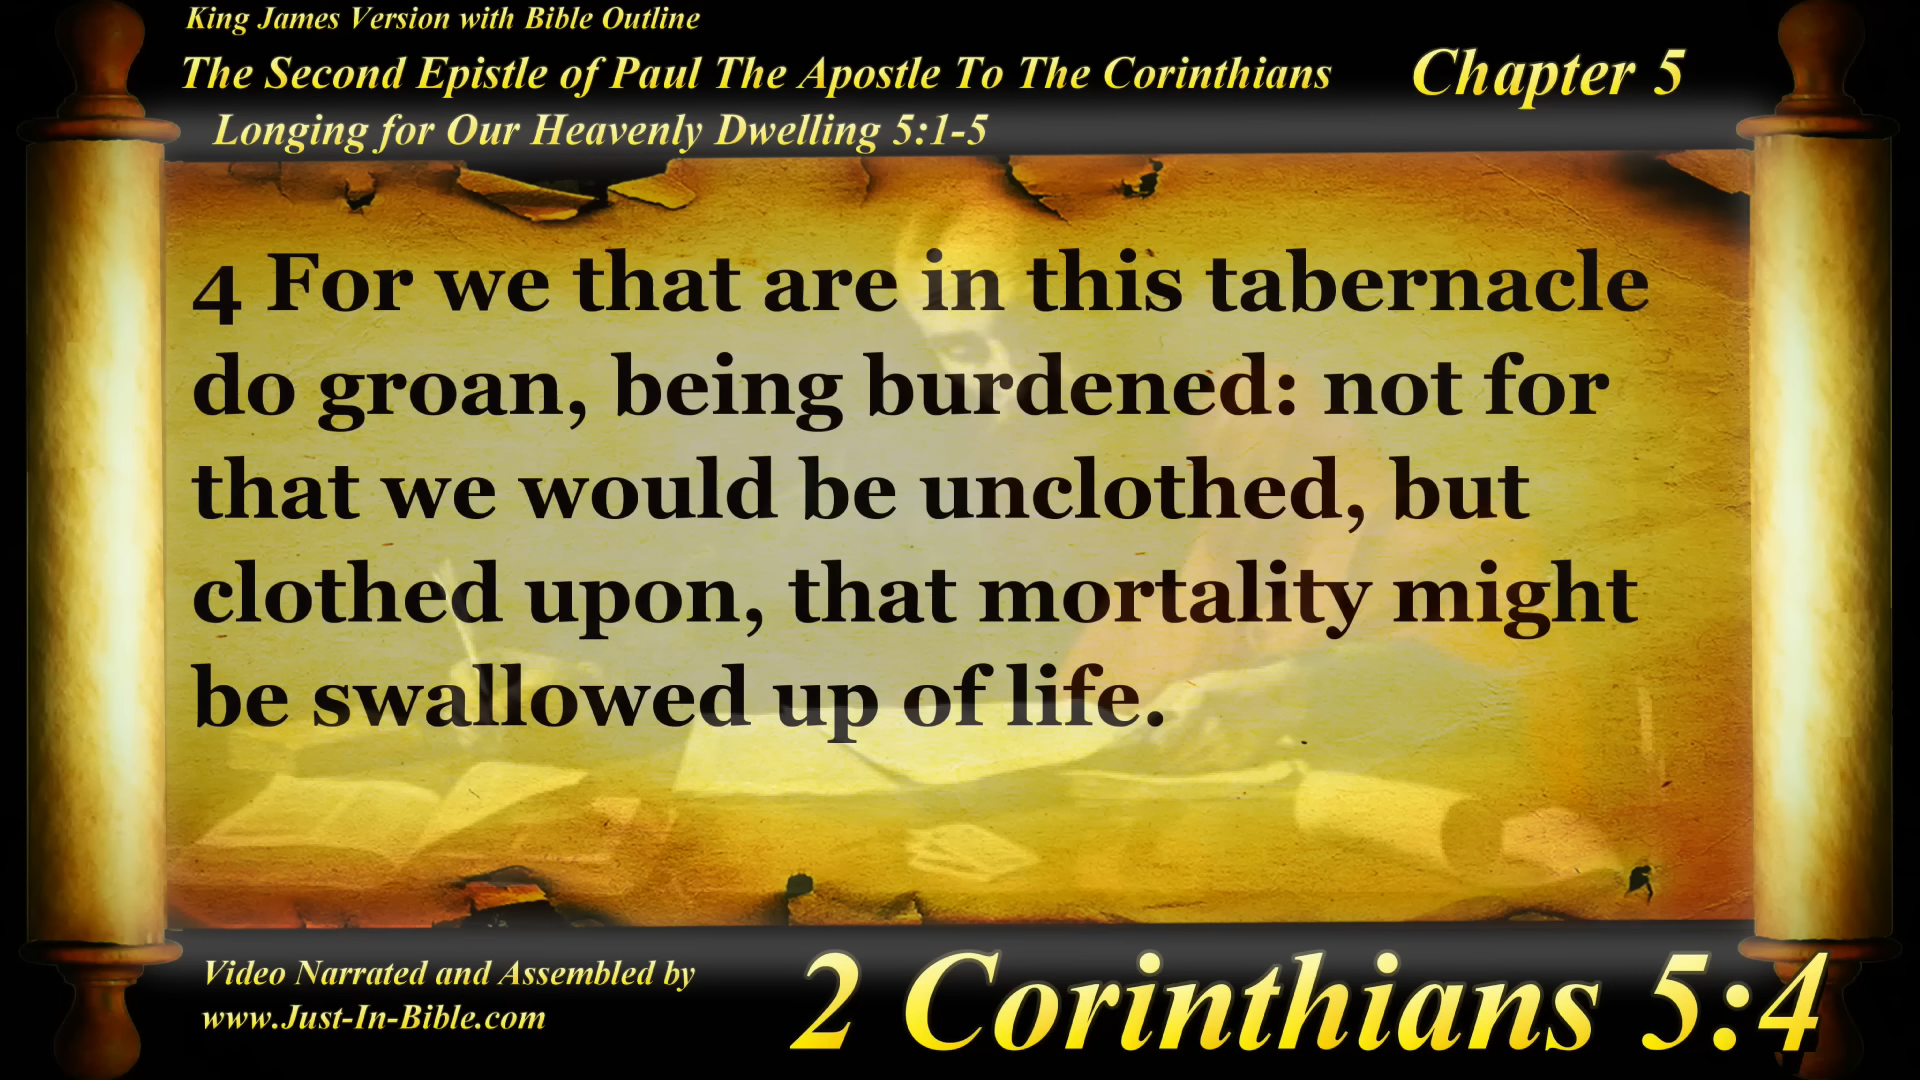 King James Version with Bible Outline
The Second Epistle of Paul The Apostle To The Corinthians
Chapter 5
Longing for Our Heavenly Dwelling 5:1-5
4 For we that are in this tabernacle
do groan, being burdened: not for
that we would be unclothed, but
clothed upon, that mortality might
be swallowed up of life.
Video Narrated and Assembled by
www.Just-In-Bible.com
2 Corinthians 5:4